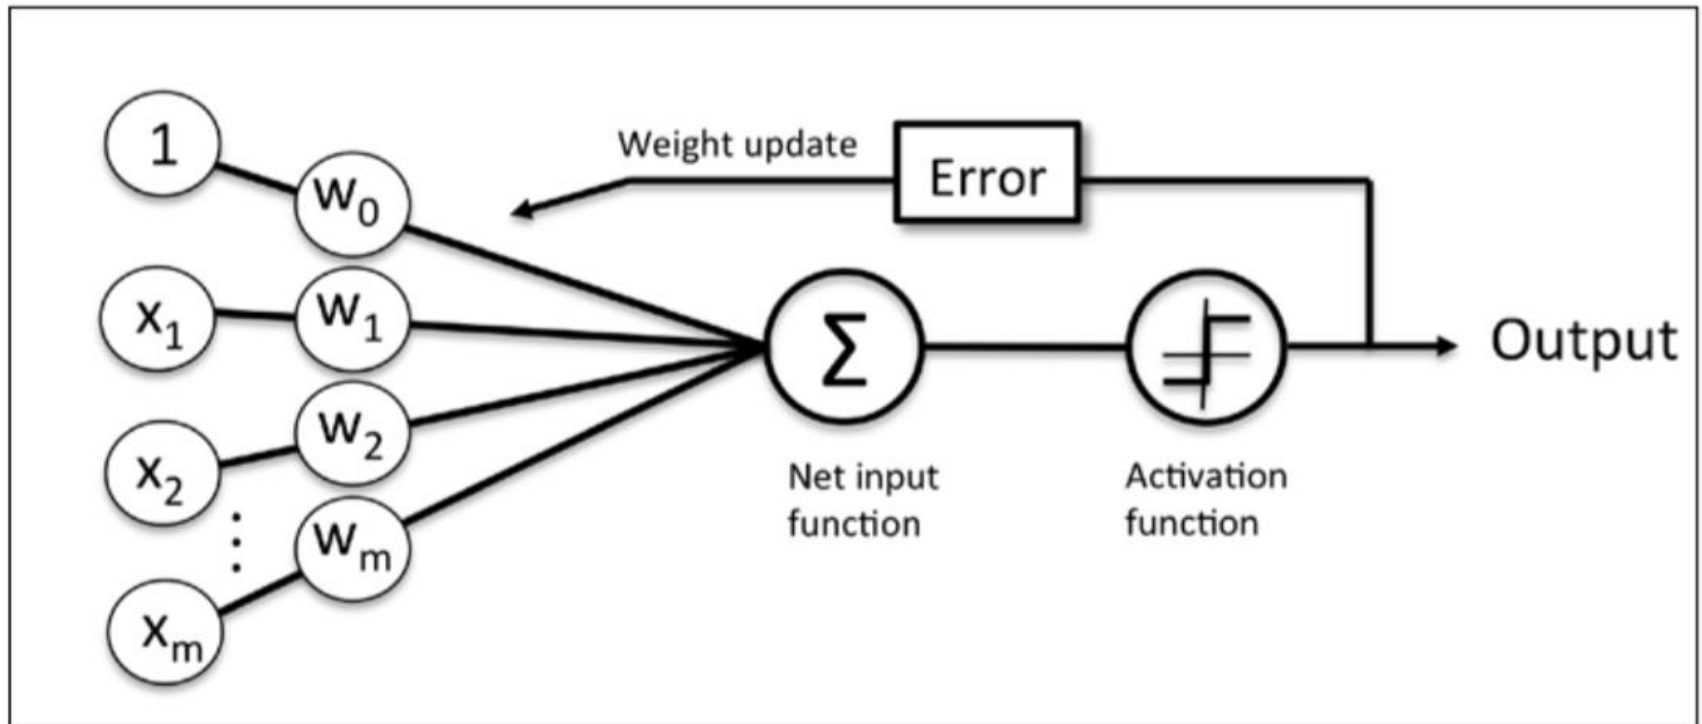 1
w0
Weight update
Error
x1
w1
Σ
Output
x2
w2
Net input
function
Activation
function
wm
xm